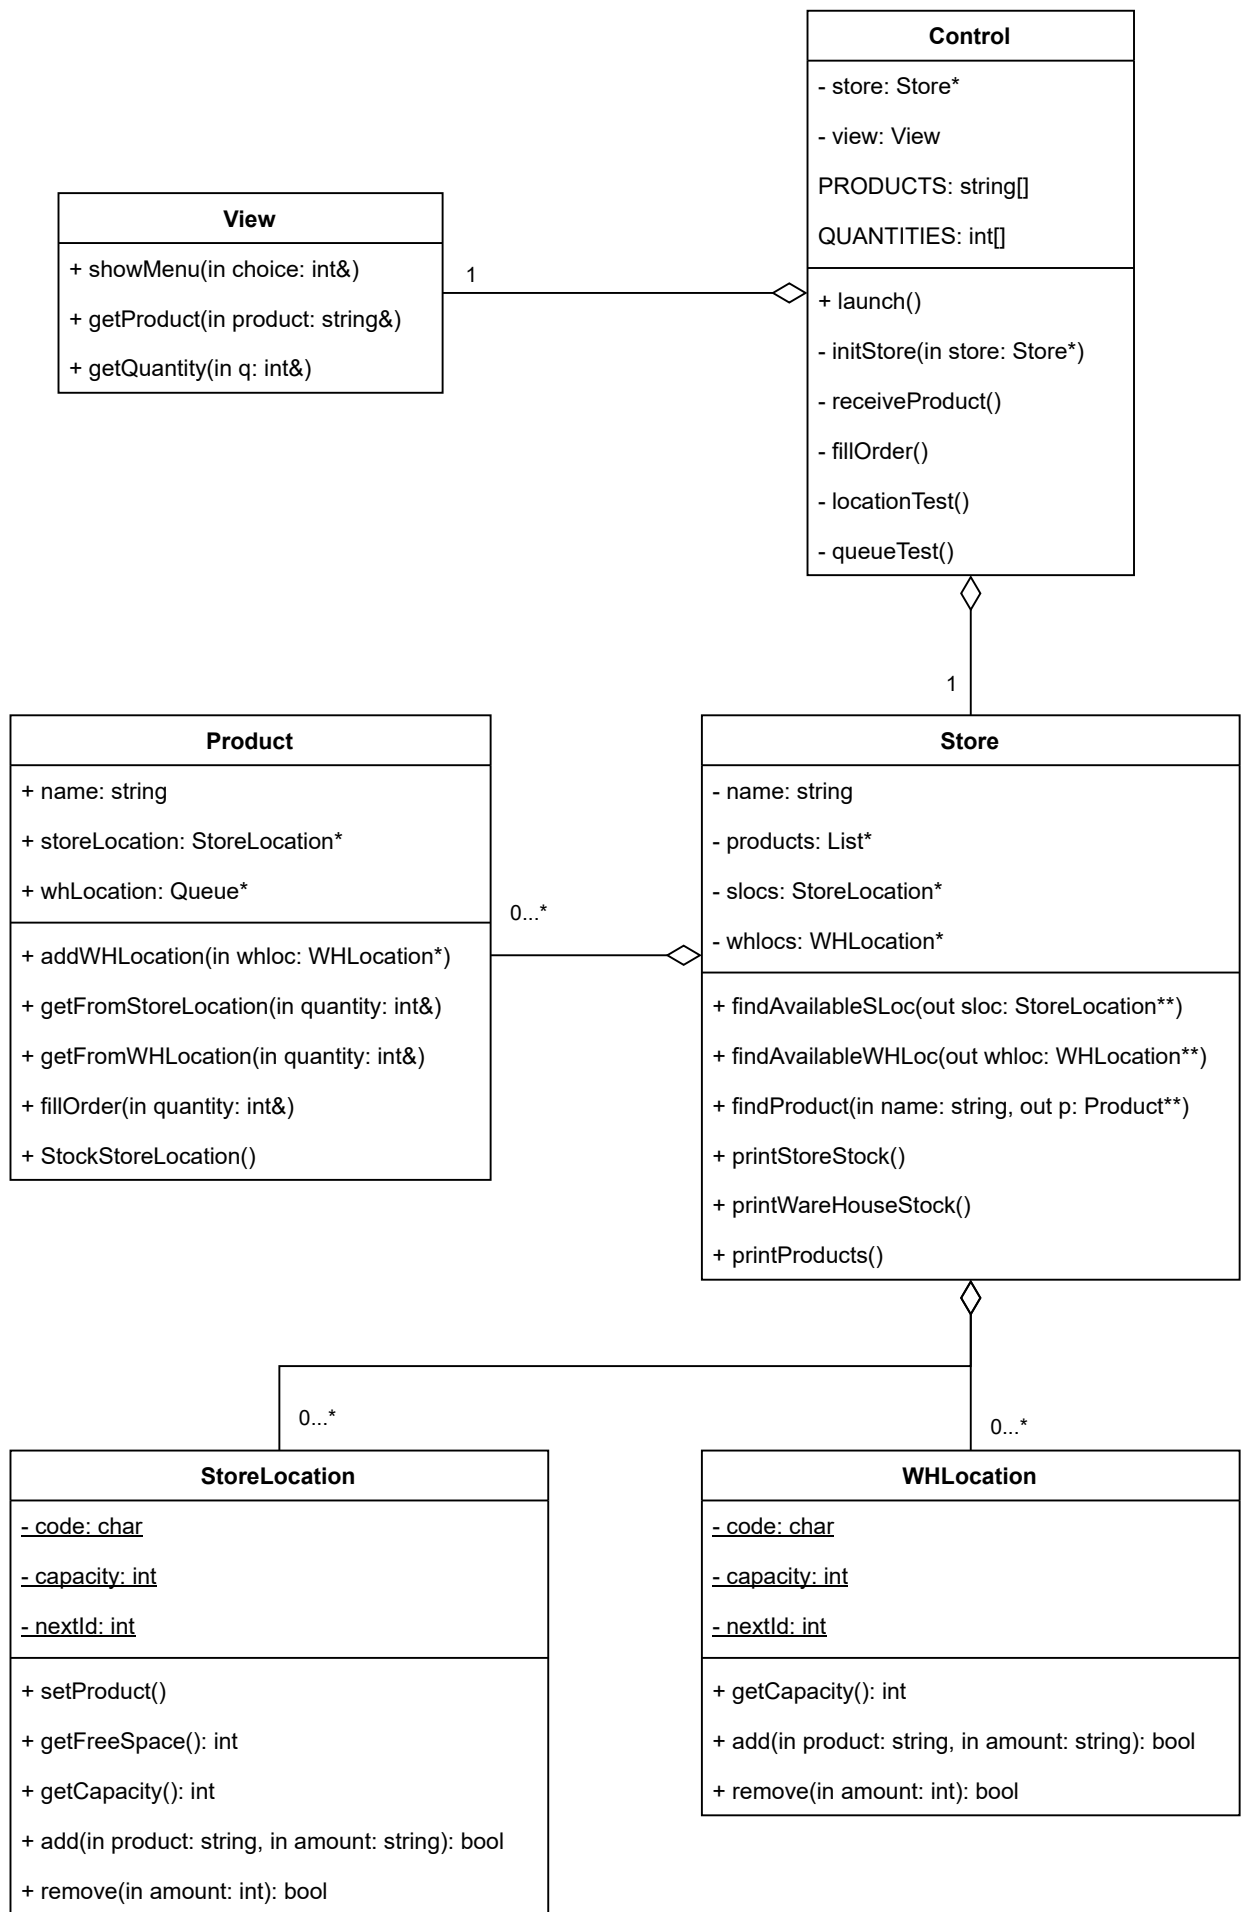 Control
- store: Store*
- view: View
PRODUCTS: string[]
QUANTITIES: int[]
+ launch()
- initStore(in store: Store*)
- receiveProduct()
- fillOrder()
- locationTest()
- queueTest()
View
+ showMenu(in choice: int&)
+ getProduct(in product: string&)
+ getQuantity(in q: int&)
1
1
Product
+ name: string
+ storeLocation: StoreLocation*
+ whLocation: Queue*
+ addWHLocation(in whloc: WHLocation*)
+ getFromStoreLocation(in quantity: int&)
+ getFromWHLocation(in quantity: int&)
+ fillOrder(in quantity: int&)
+ StockStoreLocation()
0...*
Store
- name: string
- products: List*
- slocs: StoreLocation*
- whlocs: WHLocation*
+ findAvailableSLoc(out sloc: StoreLocation**)
+ findAvailableWHLoc(out whloc: WHLocation**)
+ findProduct(in name: string, out p: Product**)
+ printStoreStock()
+ printWareHouseStock()
+ printProducts()
0...*
0...*
StoreLocation
- code: char
- capacity: int
- nextId: int
+ setProduct()
+ getFreeSpace(): int
+ getCapacity(): int
+ add(in product: string, in amount: string): bool
+ remove(in amount: int): bool
WHLocation
- code: char
- capacity: int
- nextId: int
+ getCapacity(): int
+ add(in product: string, in amount: string): bool
+ remove(in amount: int): bool